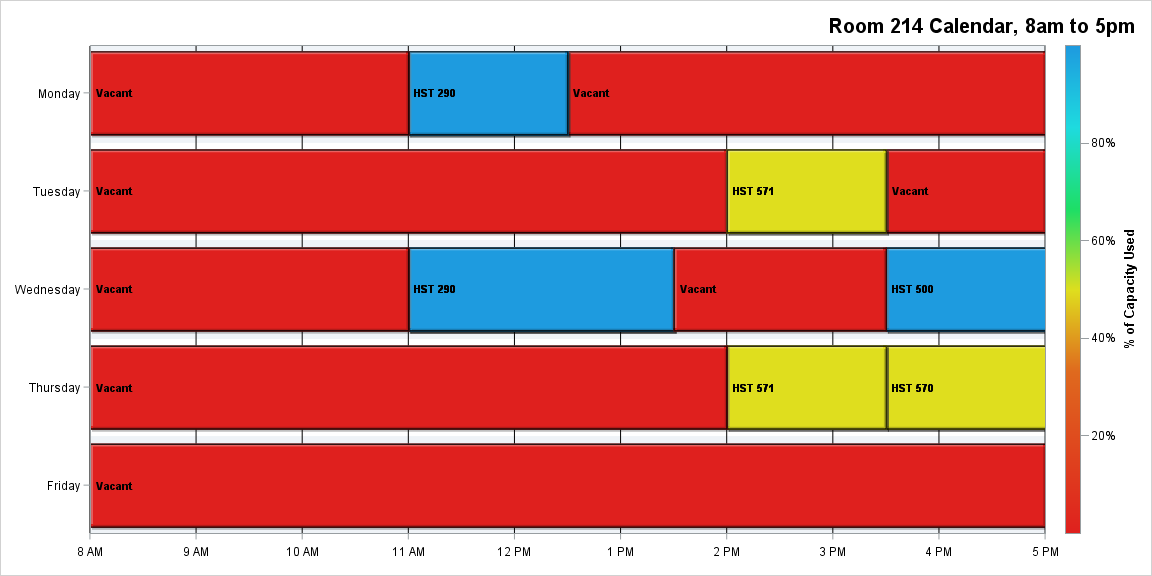 Room 214 Calendar, 8am to 5pm
Monday
Vacant
HST 290
Vacant
Tuesday
Vacant
HST 571
Vacant
Wednesday
Vacant
HST 290
Vacant
HST 500
Thursday
Vacant
HST 571
HST 570
Friday
Vacant
8 AM
9 AM
10 AM
11 AM
12 PM
1 PM
2 PM
3 PM
4 PM
5 PM
80%
60%
40%
20%
% of Capacity Used